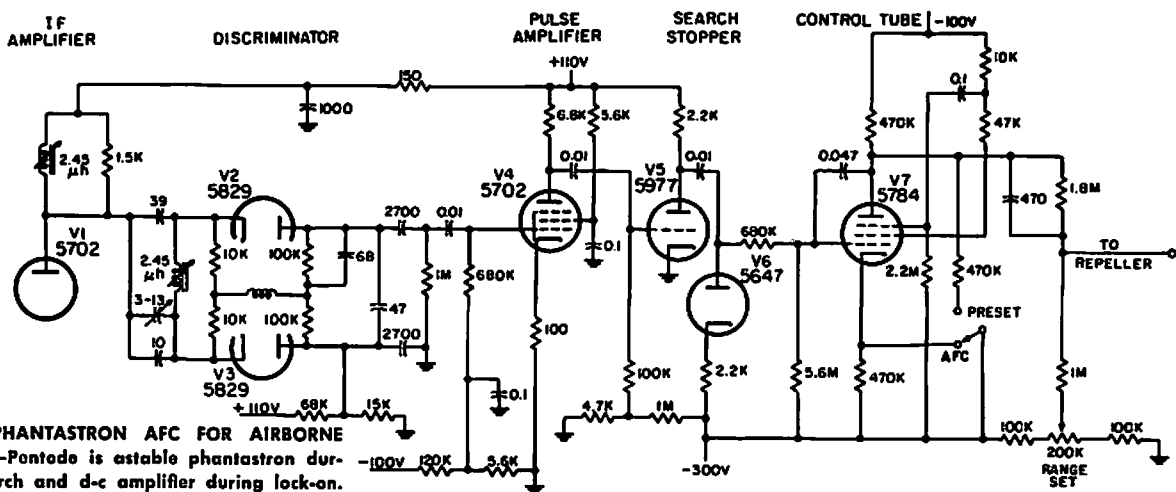 IF
AMPLIFIER
DISCRIMINATOR
PULSE
AMPLIFIER
SEARCH
STOPPER
CONTROL TUBE
-100V
+110V
150
1000
6.8K
5.6K
2.2K
470K
10K
0.1
47K
2.45
μh
1.5K
V2
5829
39
V1
5702
2.45
μh
3-13
10
10K
10K
100K
100K
V3
5829
68
47
2700
2700
0.01
1M
680K
V4
5702
0.01
0.1
100
V5
5977
0.01
680K
V6
5647
2.2K
0.047
V7
5784
2.2M
470K
470
1.8M
TO
REPELLER
PRESET
AFC
5.6M
470K
1M
100K
4.7K
1M
-300V
100K
200K
RANGE
SET
100K
+110V
68K
15K
0.1
-100V
120K
5.6K
PHANTASTRON AFC FOR AIRBORNE
-Pentode is astable phantastron dur-
rch and d-c amplifier during lock-on.